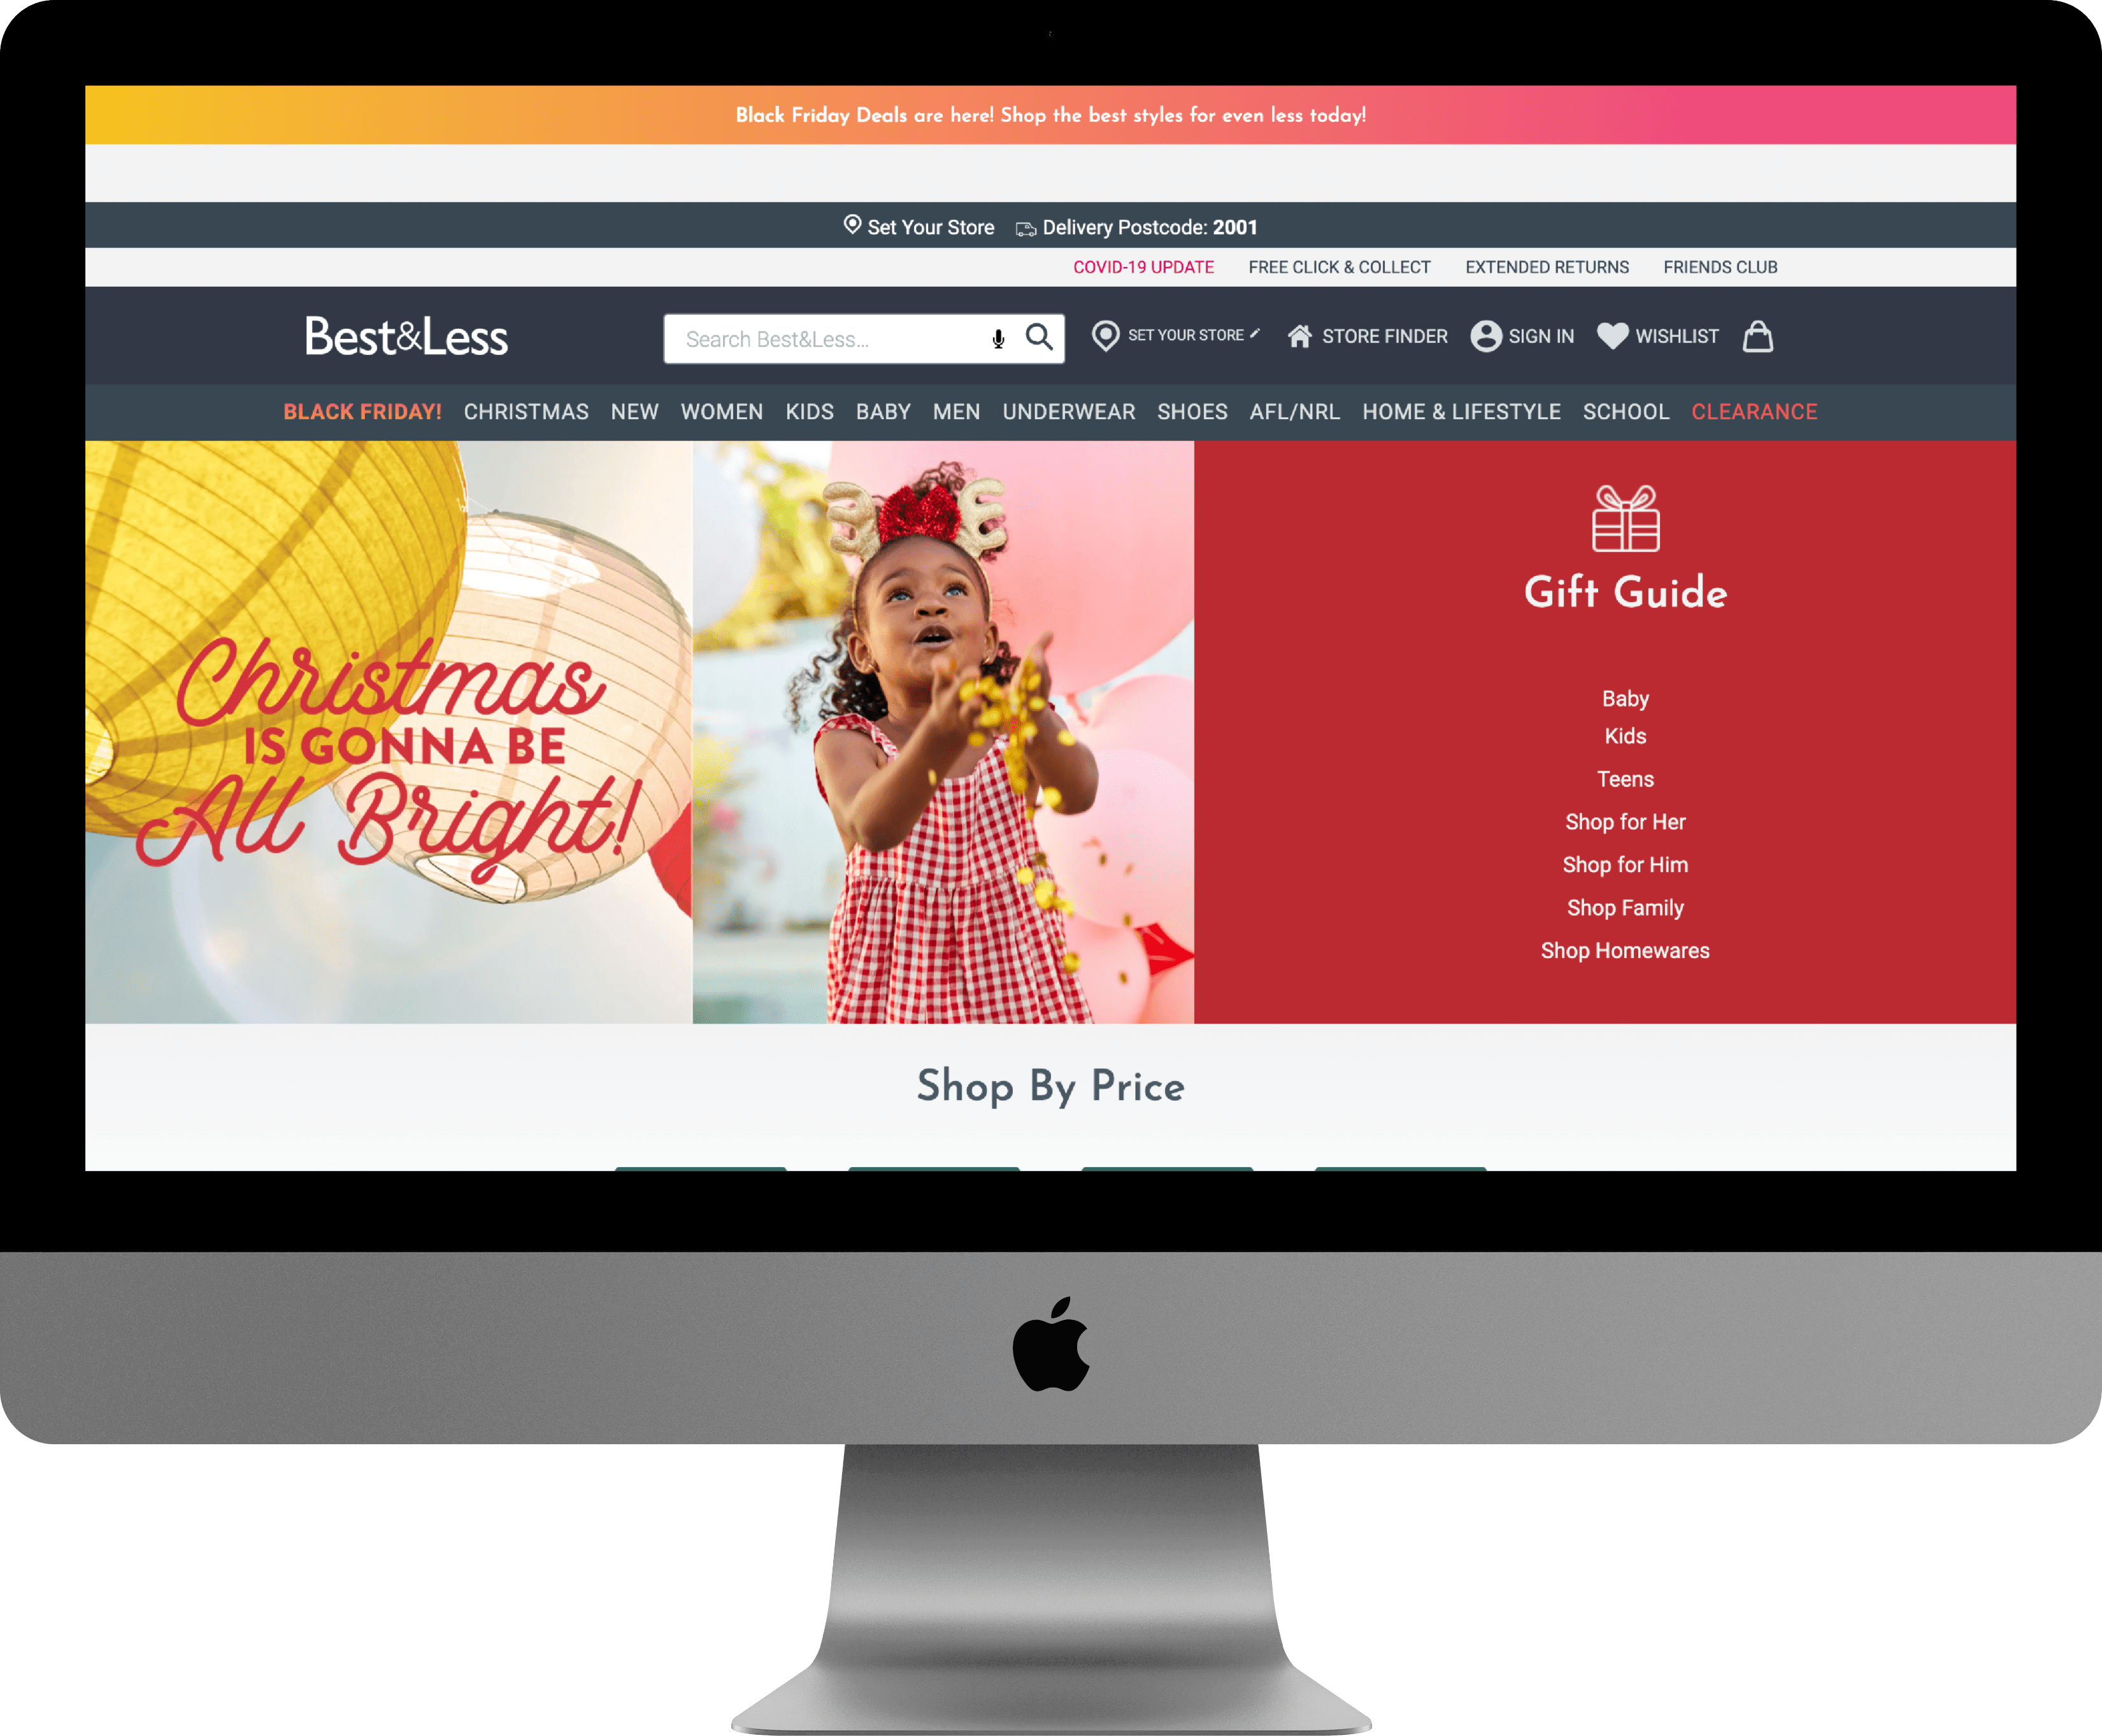 Black Friday Deals are here! Shop the best styles for even less today!
Set Your Store Delivery Postcode: 2001
COVID-19 UPDATE FREE CLICK & COLLECT EXTENDED RETURNS FRIENDS CLUB
Best&Less Search Best&Less... SET YOUR STORE STORE FINDER SIGN IN WISHLIST
BLACK FRIDAY! CHRISTMAS NEW WOMEN KIDS BABY MEN UNDERWEAR SHOES AFL/NRL HOME & LIFESTYLE SCHOOL CLEARANCE
Christmas
IS GONNA BE
All Bright!
Gift Guide
Baby
Kids
Teens
Shop for Her
Shop for Him
Shop Family
Shop Homewares
Shop By Price